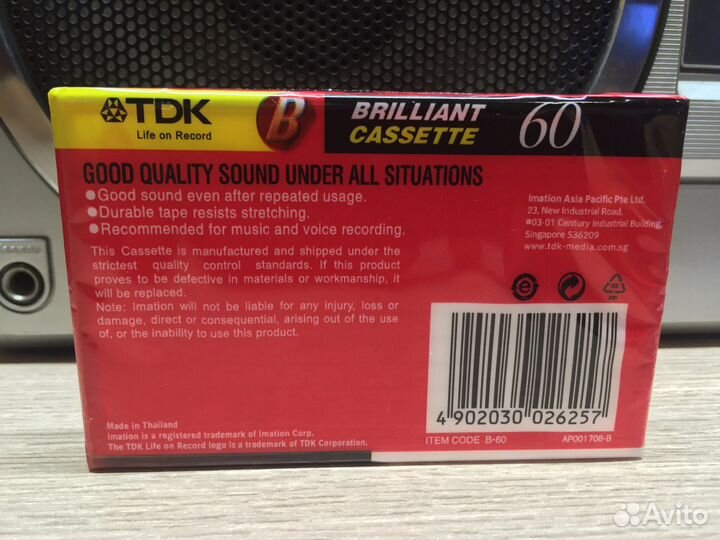 TDK
Life on Record
B
BRILLIANT
CASSETTE
60
GOOD QUALITY SOUND UNDER ALL SITUATIONS
●Good sound even after repeated usage.
●Durable tape resists stretching.
●Recommended for music and voice recording.
This Cassette is manufactured and shipped under the
strictest quality control standards. If this product
proves to be defective in materials or workmanship, it
will be replaced.
Note: Imation will not be liable for any injury, loss or
damage, direct or consequential, arising out of the use
of, or the inability to use this product.
Imation Asia Pacific Pte Ltd.
23, New Industrial Road,
#03-01 Century Industrial Building,
Singapore 536209
www.tdk-media.com.sg
e
PP
4 902030 026257
ITEM CODE B-60
AP001708-B
Made in Thailand
Imation is a registered trademark of Imation Corp.
The TDK Life on Record logo is a trademark of TDK Corporation.
Avito